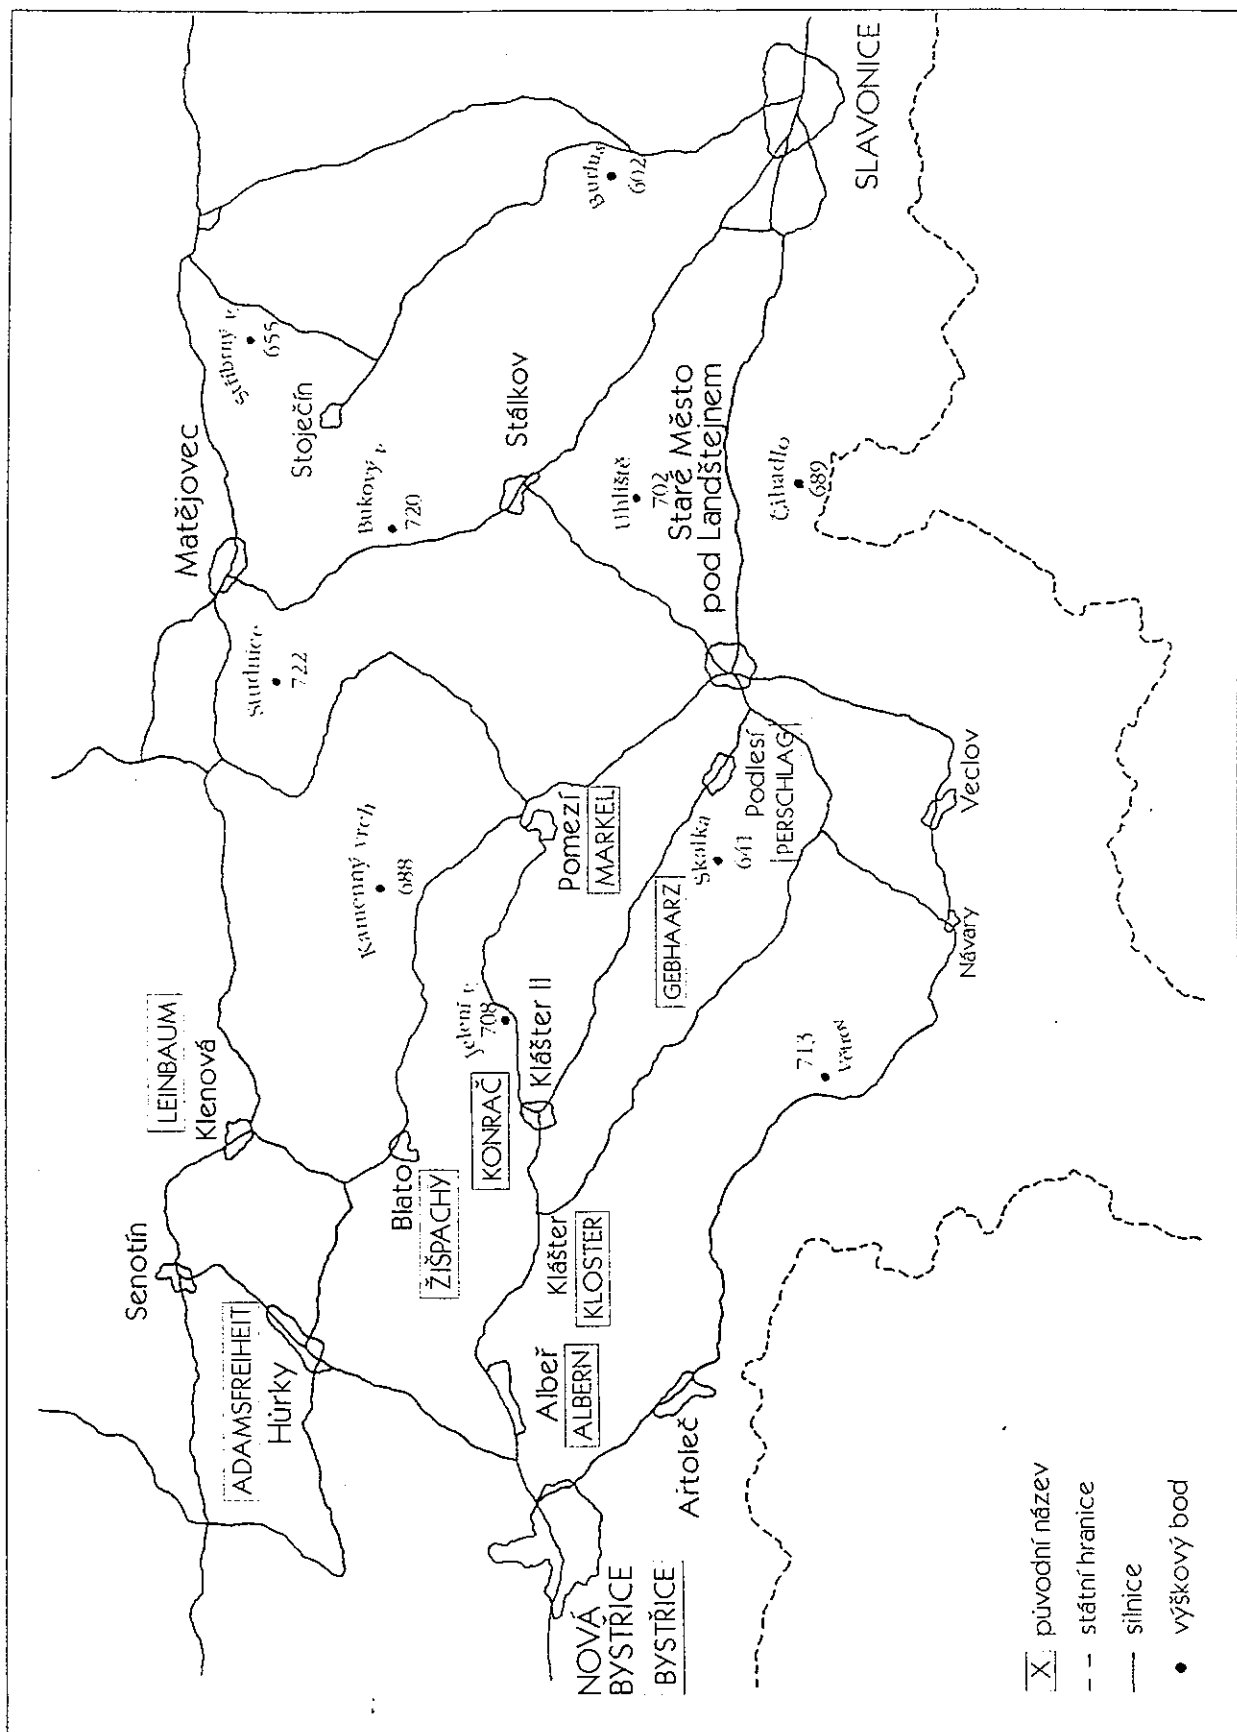 Matějovec
Stříbrný v.
655
Stoječín
Studnice
722
Bukový v.
720
Stálkov
602
SLAVONICE
Uhliště
702
Staré Město
pod Landštejnem
Čihadlo
689
LEINBAUM
Klenová
Kamenný vrch
688
Pomezí
MARKEL
Skalka
641
Podlesí
PERSCHLAG
Veclov
Senotín
Blato
ŽIŠPACHY
Jelení v.
708
KONRAČ
Klášter II
GEBHAARZ
Návary
713
Větrov
ADAMSFREIHEIT
Hůrky
Klášter
KLOSTER
Albeř
ALBERN
Artoleč
NOVÁ
BYSTŘICE
BYSTŘICE
X původní název
státní hranice
silnice
výškový bod